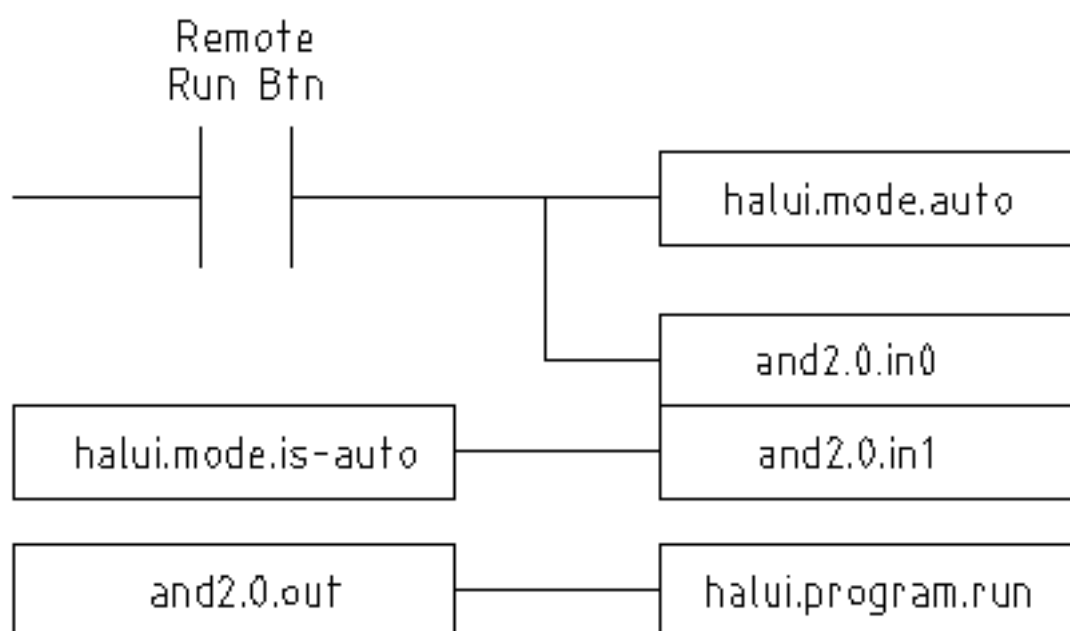 Remote
Run Btn
halui.mode.auto
and2.0.in0
halui.mode.is-auto
and2.0.in1
and2.0.out
halui.program.run